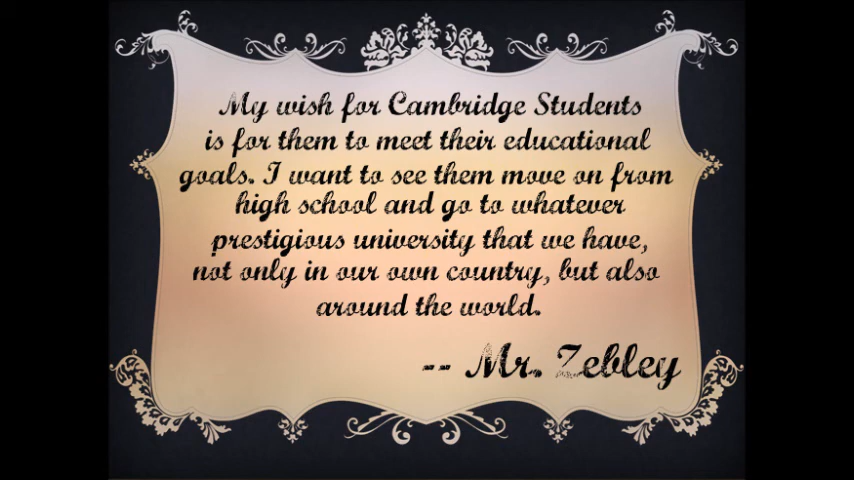 My wish for Cambridge Students
is for them to meet their educational
goals. I want to see them move on from
high school and go to whatever
prestigious university that we have,
not only in our own country, but also
around the world.
-- Mr. Zebley